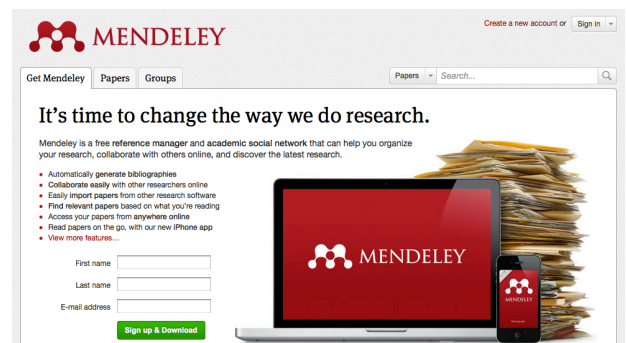 Create a new account or Sign in
MENDELEY
Get Mendeley Papers Groups Papers Search...
It's time to change the way we do research.
Mendeley is a free reference manager and academic social network that can help you organize
your research, collaborate with others online, and discover the latest research.
Automatically generate bibliographies
Collaborate easily with other researchers online
Easily import papers from other research software
Find relevant papers based on what you're reading
Access your papers from anywhere online
Read papers on the go, with our new iPhone app
View more features...
First name
Last name
E-mail address
Sign up & Download
MENDELEY
MENDELEY